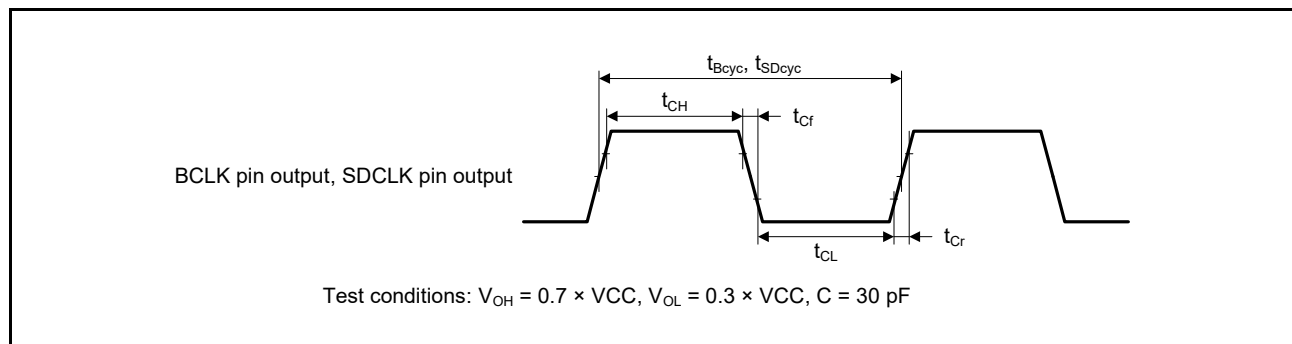 tBcyc, tSDcyc
tCH
tCf
BCLK pin output, SDCLK pin output
tCr
tCL
Test conditions: VOH = 0.7 × VCC, VOL = 0.3 × VCC, C = 30 pF